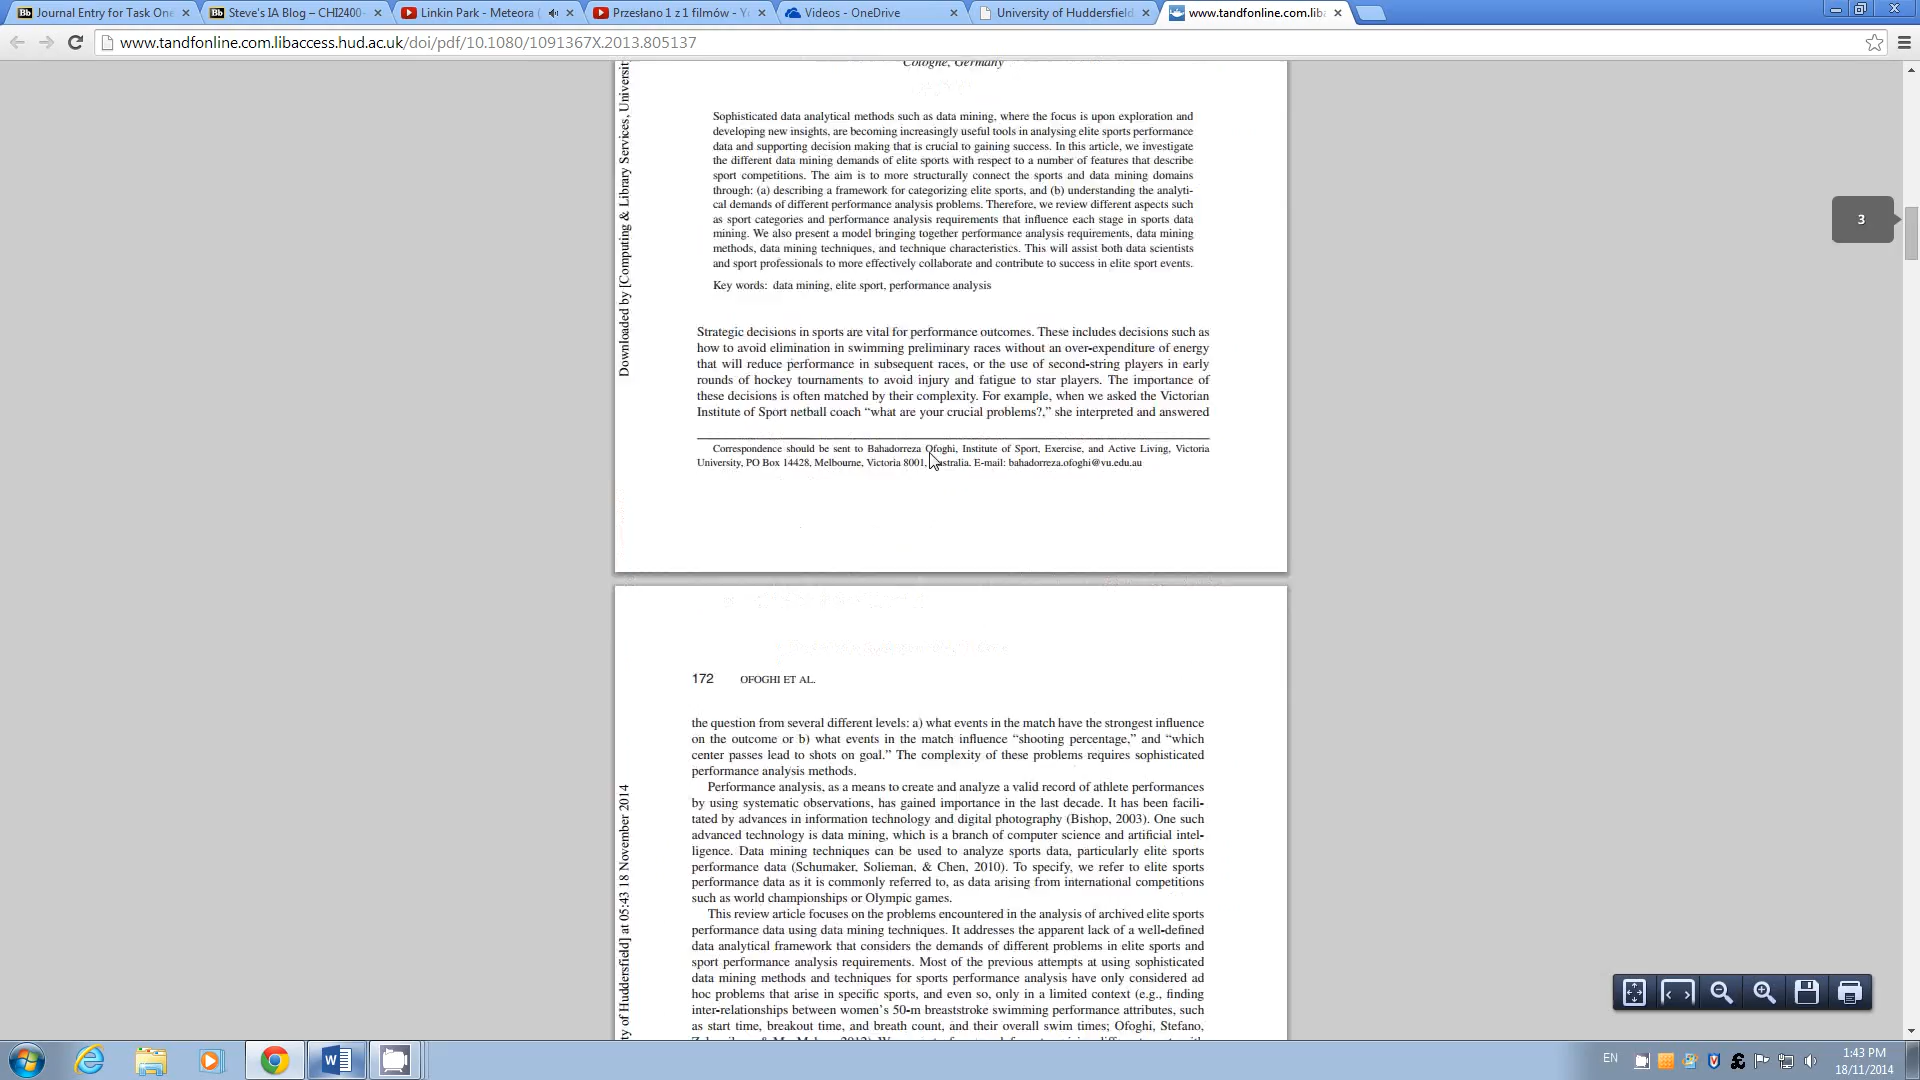 Journal Entry for Task One
Steve's IA Blog – CHI2400-
Linkin Park - Meteora (
Przesłano 1 z 1 filmów - Yo
Videos - OneDrive
University of Huddersfield
www.tandfonline.com.lib
www.tandfonline.com.libaccess.hud.ac.uk/doi/pdf/10.1080/1091367X.2013.805137
Cologne, Germany
Sophisticated data analytical methods such as data mining, where the focus is upon exploration and
developing new insights, are becoming increasingly useful tools in analysing elite sports performance
data and supporting decision making that is crucial to gaining success. In this article, we investigate
the different data mining demands of elite sports with respect to a number of features that describe
sport competitions. The aim is to more structurally connect the sports and data mining domains
through: (a) describing a framework for categorizing elite sports, and (b) understanding the analyti-
cal demands of different performance analysis problems. Therefore, we review different aspects such
as sport categories and performance analysis requirements that influence each stage in sports data
mining. We also present a model bringing together performance analysis requirements, data mining
methods, data mining techniques, and technique characteristics. This will assist both data scientists
and sport professionals to more effectively collaborate and contribute to success in elite sport events.
Key words: data mining, elite sport, performance analysis
Strategic decisions in sports are vital for performance outcomes. These includes decisions such as
how to avoid elimination in swimming preliminary races without an over-expenditure of energy
that will reduce performance in subsequent races, or the use of second-string players in early
rounds of hockey tournaments to avoid injury and fatigue to star players. The importance of
these decisions is often matched by their complexity. For example, when we asked the Victorian
Institute of Sport netball coach “what are your crucial problems?,” she interpreted and answered
Correspondence should be sent to Bahadorreza Ofoghi, Institute of Sport, Exercise, and Active Living, Victoria
University, PO Box 14428, Melbourne, Victoria 8001, Australia. E-mail: bahadorreza.ofoghi@vu.edu.au
Downloaded by [Computing & Library Services, Universit
3
172 OFOGHI ET AL.
the question from several different levels: a) what events in the match have the strongest influence
on the outcome or b) what events in the match influence “shooting percentage,” and “which
center passes lead to shots on goal.” The complexity of these problems requires sophisticated
performance analysis methods.
Performance analysis, as a means to create and analyze a valid record of athlete performances
by using systematic observations, has gained importance in the last decade. It has been facili-
tated by advances in information technology and digital photography (Bishop, 2003). One such
advanced technology is data mining, which is a branch of computer science and artificial intel-
ligence. Data mining techniques can be used to analyze sports data, particularly elite sports
performance data (Schumaker, Solieman, & Chen, 2010). To specify, we refer to elite sports
performance data as it is commonly referred to, as data arising from international competitions
such as world championships or Olympic games.
This review article focuses on the problems encountered in the analysis of archived elite sports
performance data using data mining techniques. It addresses the apparent lack of a well-defined
data analytical framework that considers the demands of different problems in elite sports and
sport performance analysis requirements. Most of the previous attempts at using sophisticated
data mining methods and techniques for sports performance analysis have only considered ad
hoc problems that arise in specific sports, and even so, only in a limited context (e.g., finding
inter-relationships between women’s 50-m breaststroke swimming performance attributes, such
as start time, breakout time, and breath count, and their overall swim times; Ofoghi, Stefano,
ty of Huddersfield] at 05:43 18 November 2014
EN
1:43 PM
18/11/2014